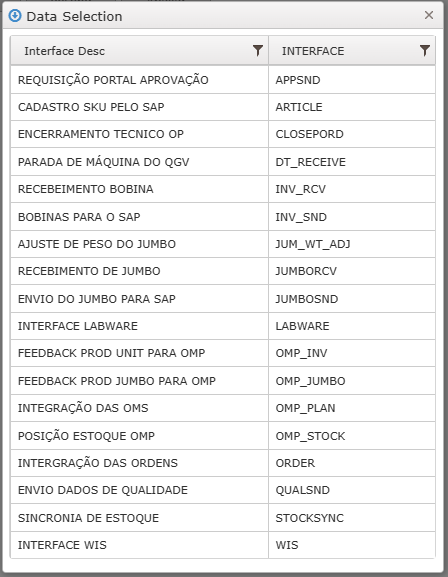 Data Selection
Interface Desc INTERFACE
REQUISIÇÃO PORTAL APROVAÇÃO APPSND
CADASTRO SKU PELO SAP ARTICLE
ENCERRAMENTO TECNICO OP CLOSEPORD
PARADA DE MÁQUINA DO QGV DT_RECEIVE
RECEBEIMENTO BOBINA INV_RCV
BOBINAS PARA O SAP INV_SND
AJUSTE DE PESO DO JUMBO JUM_WT_ADJ
RECEBIMENTO DE JUMBO JUMBORCV
ENVIO DO JUMBO PARA SAP JUMBOSND
INTERFACE LABWARE LABWARE
FEEDBACK PROD UNIT PARA OMP OMP_INV
FEEDBACK PROD JUMBO PARA OMP OMP_JUMBO
INTEGRAÇÃO DAS OMS OMP_PLAN
POSIÇÃO ESTOQUE OMP OMP_STOCK
INTERGRAÇÃO DAS ORDENS ORDER
ENVIO DADOS DE QUALIDADE QUALSND
SINCRONIA DE ESTOQUE STOCKSYNC
INTERFACE WIS WIS